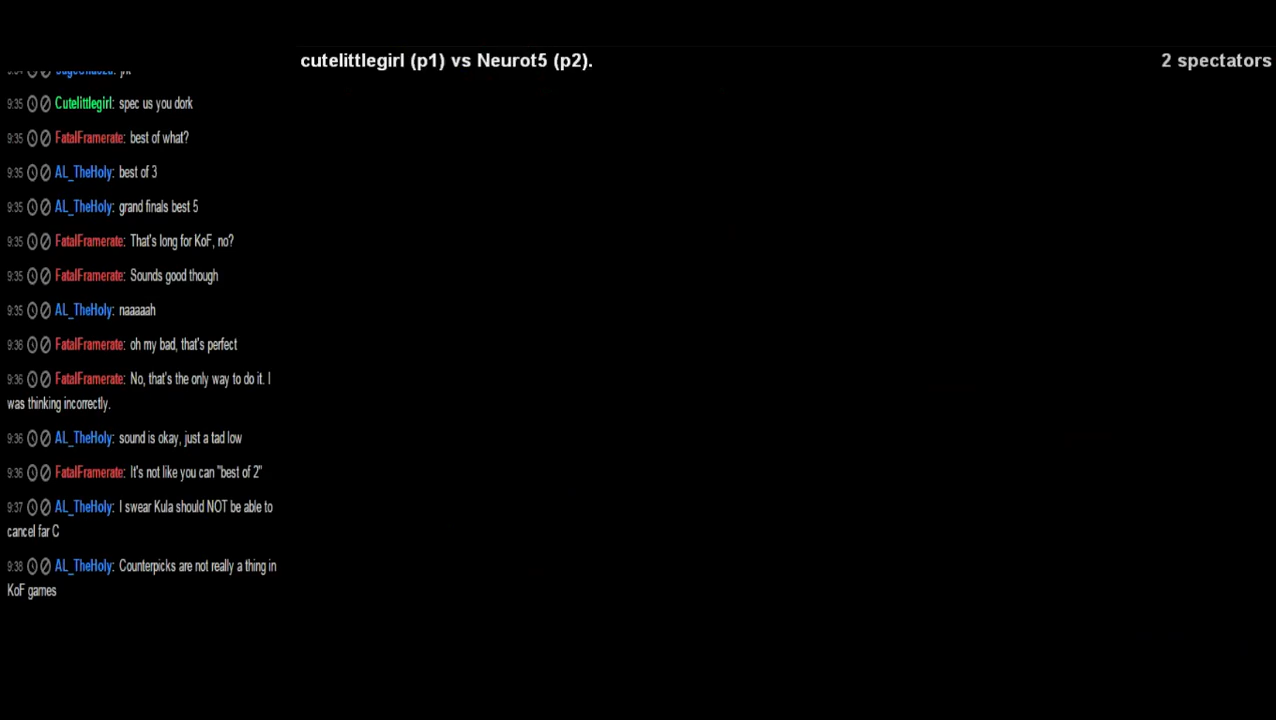 cutelittlegirl (p1) vs Neurot5 (p2).
2 spectators
9:35 Cutelittlegirl: spec us you dork
9:35 FatalFramerate: best of what?
9:35 AL_TheHoly: best of 3
9:35 AL_TheHoly: grand finals best 5
9:35 FatalFramerate: That's long for KoF, no?
9:35 FatalFramerate: Sounds good though
9:35 AL_TheHoly: naaaaah
9:36 FatalFramerate: oh my bad, that's perfect
9:36 FatalFramerate: No, that's the only way to do it. I
was thinking incorrectly.
9:36 AL_TheHoly: sound is okay, just a tad low
9:36 FatalFramerate: It's not like you can "best of 2"
9:37 AL_TheHoly: I swear Kula should NOT be able to
cancel far C
9:38 AL_TheHoly: Counterpicks are not really a thing in
KoF games